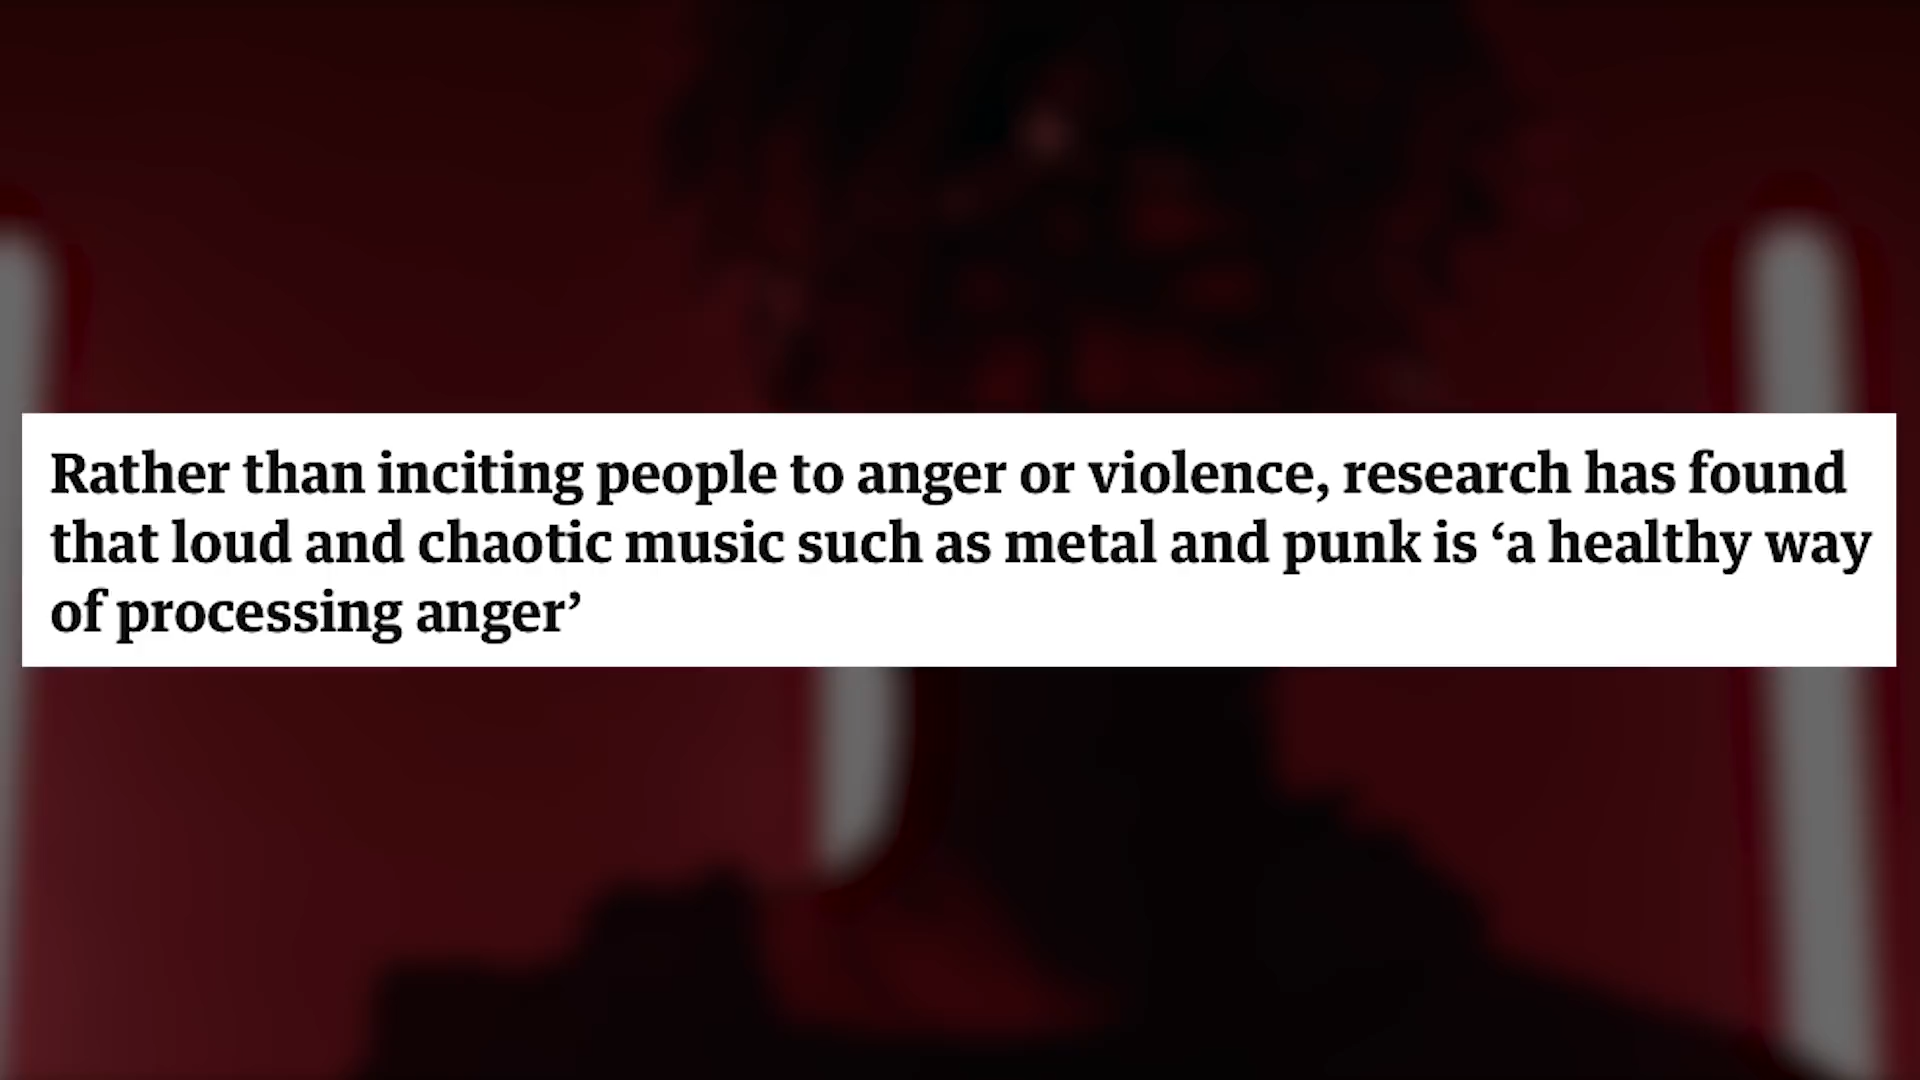 Rather than inciting people to anger or violence, research has found
that loud and chaotic music such as metal and punk is ‘a healthy way
of processing anger’